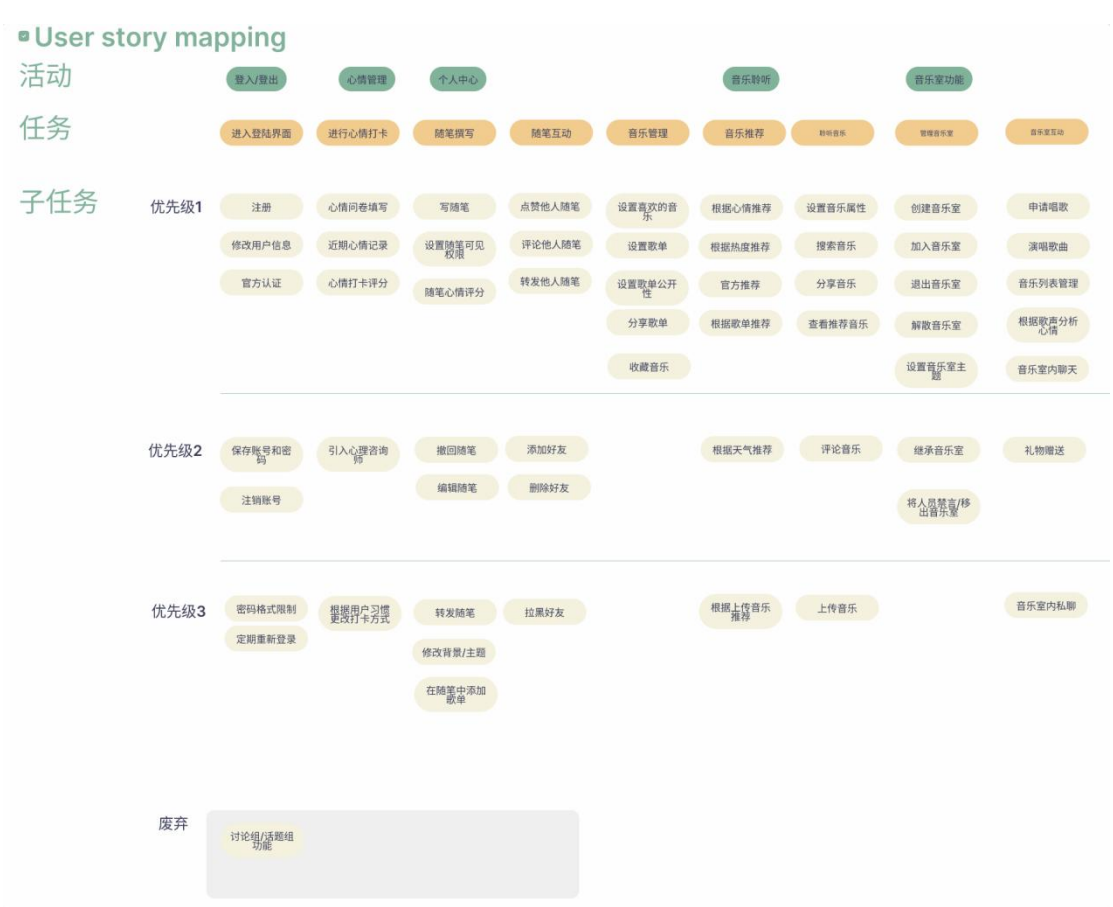 User story mapping
活动
登入/登出
心情管理
个人中心
音乐聆听
音乐室功能
任务
进入登陆界面
进行心情打卡
随笔撰写
随笔互动
音乐管理
音乐推荐
聆听音乐
管理音乐室
音乐室互动
子任务
优先级1
注册
心情问卷填写
写随笔
点赞他人随笔
设置喜欢的音
乐
根据心情推荐
设置音乐属性
创建音乐室
申请唱歌
修改用户信息
近期心情记录
设置随笔可见
权限
评论他人随笔
设置歌单
根据热度推荐
搜索音乐
加入音乐室
演唱歌曲
官方认证
心情打卡评分
随笔心情评分
转发他人随笔
设置歌单公开
性
官方推荐
分享音乐
退出音乐室
音乐列表管理
分享歌单
根据歌单推荐
查看推荐音乐
解散音乐室
根据歌声分析
心情
收藏音乐
设置音乐室主
题
音乐室内聊天
优先级2
保存账号和密
码
引入心理咨询
师
撤回随笔
添加好友
根据天气推荐
评论音乐
继承音乐室
礼物赠送
注销账号
编辑随笔
删除好友
将人员禁言/移
出音乐室
优先级3
密码格式限制
根据用户习惯
更改打卡方式
转发随笔
拉黑好友
根据上传音乐
推荐
上传音乐
音乐室内私聊
定期重新登录
修改背景/主题
在随笔中添加
歌单
废弃
讨论组/话题组
功能